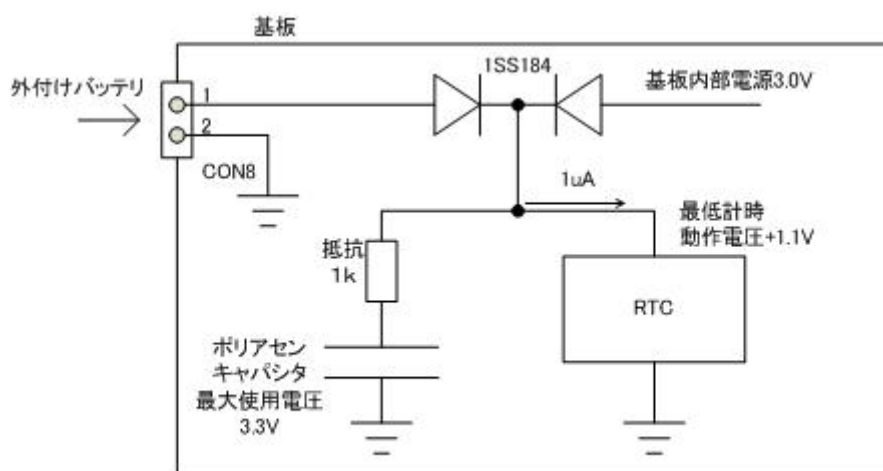 基板
1SS184
外付けバッテリ
基板内部電源3.0V
1
2
CON8
1uA
最低計時
動作電圧+1.1V
抵抗
1k
RTC
ポリアセン
キャパシタ
最大使用電圧
3.3V